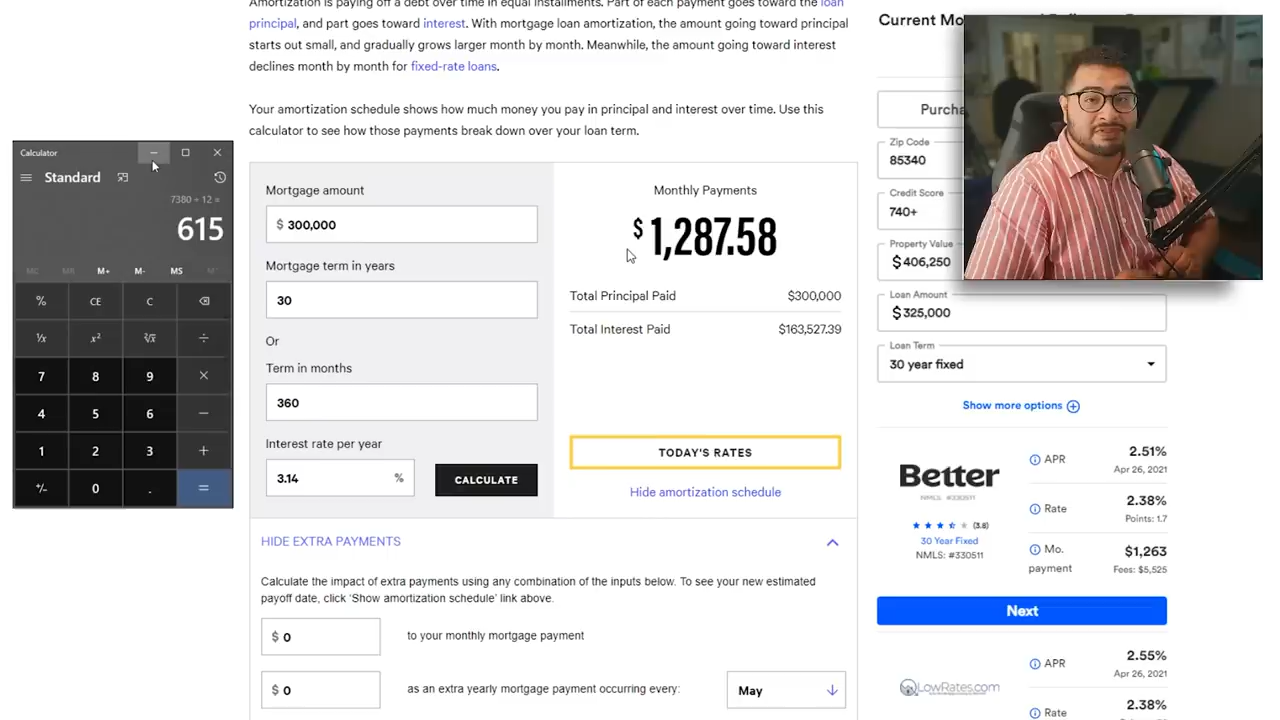 Amortization is paying off a debt over time in equal installments. Part of each payment goes toward the loan
principal, and part goes toward interest. With mortgage loan amortization, the amount going toward principal
starts out small, and gradually grows larger month by month. Meanwhile, the amount going toward interest
declines month by month for fixed-rate loans.
Your amortization schedule shows how much money you pay in principal and interest over time. Use this
calculator to see how those payments break down over your loan term.
Calculator
Standard
7380 ÷ 12 =
615
MC MR M+ M- MS M
% CE C
¹/x x² ²√x ÷
7 8 9 ×
4 5 6 −
1 2 3 +
+/- 0 . =
Mortgage amount
$ 300,000
Mortgage term in years
30
Or
Term in months
360
Interest rate per year
3.14 %
CALCULATE
Monthly Payments
$1,287.58
Total Principal Paid $300,000
Total Interest Paid $163,527.39
TODAY'S RATES
Hide amortization schedule
HIDE EXTRA PAYMENTS
Calculate the impact of extra payments using any combination of the inputs below. To see your new estimated
payoff date, click 'Show amortization schedule' link above.
$ 0 to your monthly mortgage payment
$ 0 as an extra yearly mortgage payment occurring every: May
Current Mo
Purcha
Zip Code
85340
Credit Score
740+
Property Value
$ 406,250
Loan Amount
$ 325,000
Loan Term
30 year fixed
Show more options
Better
NMLS #330511
(3.8)
30 Year Fixed
NMLS: #330511
APR 2.51%
Apr 26, 2021
Rate 2.38%
Points: 1.7
Mo. payment $1,263
Fees: $5,525
Next
LowRates.com
APR 2.55%
Apr 26, 2021
Rate 2.38%